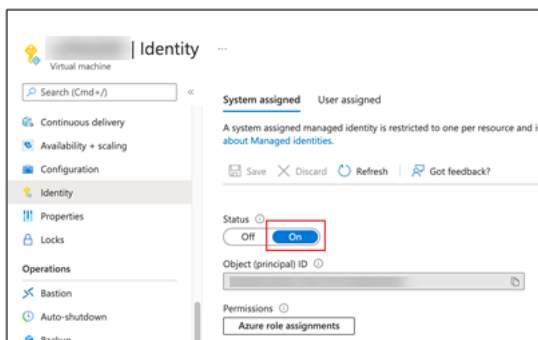 | Identity ...
Virtual machine
Search (Cmd+/)
«
Continuous delivery
Availability + scaling
Configuration
Identity
Properties
Locks
Operations
Bastion
Auto-shutdown
Backup
System assigned User assigned
A system assigned managed identity is restricted to one per resource and i
about Managed identities.
Save Discard Refresh Got feedback?
Status
Off On
Object (principal) ID
Permissions
Azure role assignments